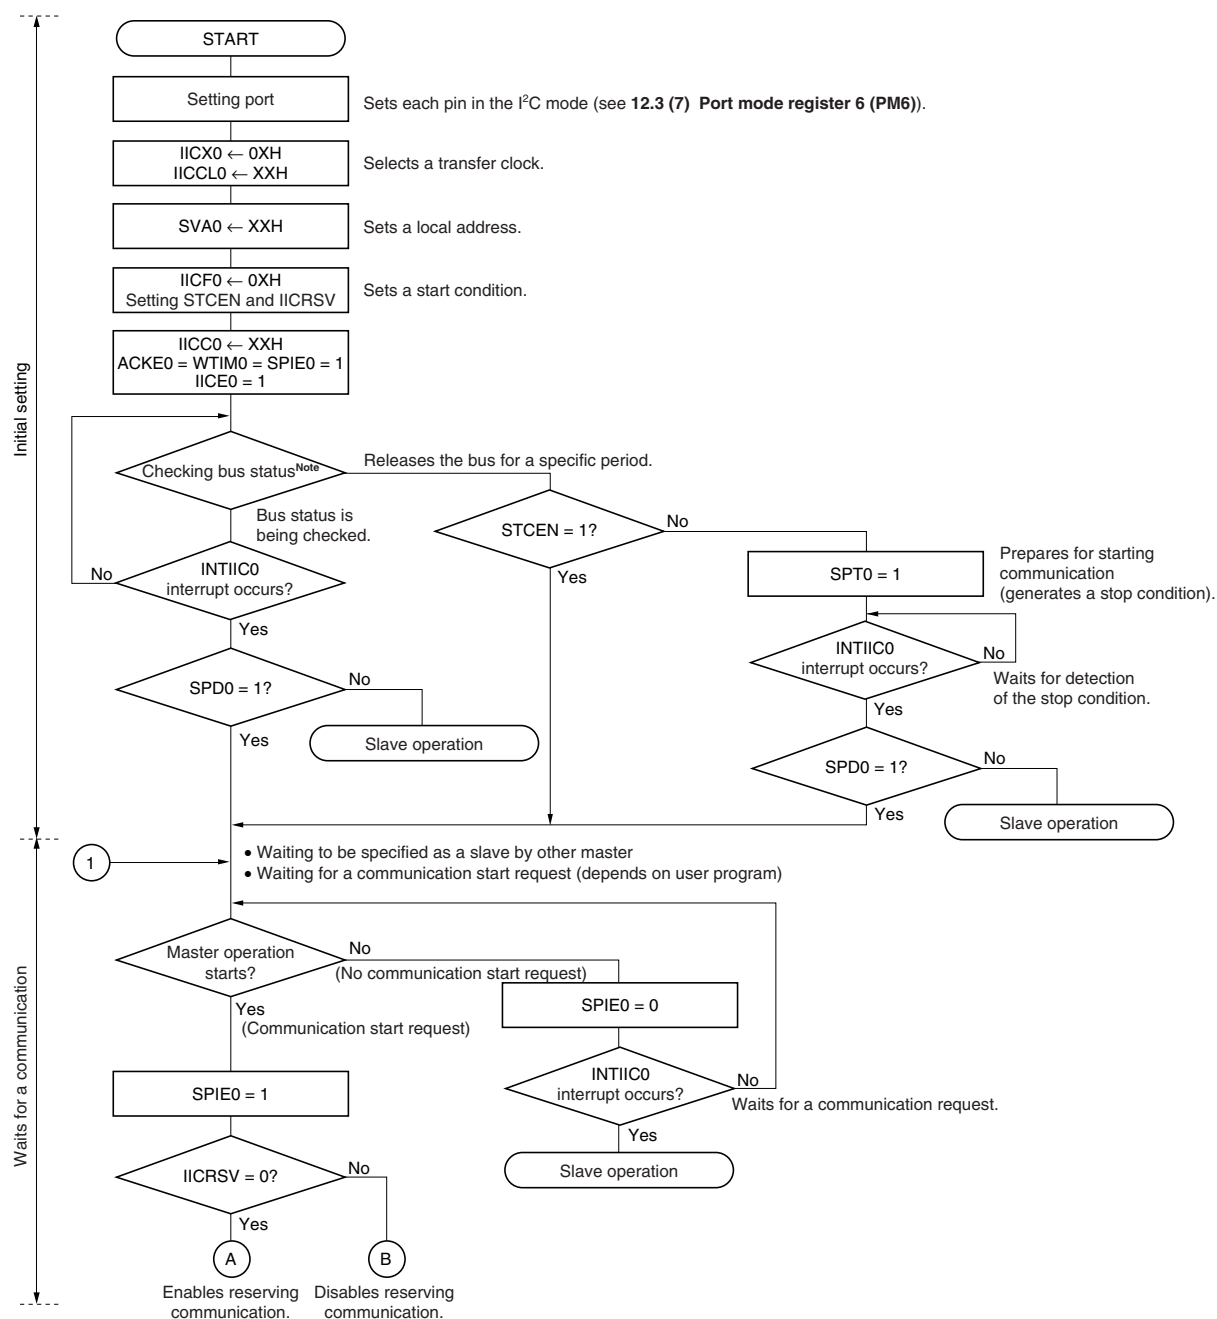 START
Setting port
Sets each pin in the I²C mode (see 12.3 (7) Port mode register 6 (PM6)).
IICX0 ← 0XH
IICCL0 ← XXH
Selects a transfer clock.
SVA0 ← XXH
Sets a local address.
IICF0 ← 0XH
Setting STCEN and IICRSV
Sets a start condition.
IICC0 ← XXH
ACKE0 = WTIM0 = SPIE0 = 1
IICE0 = 1
Initial setting
Checking bus statusNote
Releases the bus for a specific period.
Bus status is
being checked.
STCEN = 1?
No
Yes
INTIIC0
interrupt occurs?
No
Yes
SPT0 = 1
Prepares for starting
communication
(generates a stop condition).
INTIIC0
interrupt occurs?
No
Waits for detection
of the stop condition.
Yes
SPD0 = 1?
No
Yes
Slave operation
SPD0 = 1?
No
Yes
Slave operation
1
• Waiting to be specified as a slave by other master
• Waiting for a communication start request (depends on user program)
Waits for a communication
Master operation
starts?
No
(No communication start request)
Yes
(Communication start request)
SPIE0 = 0
INTIIC0
interrupt occurs?
No
Waits for a communication request.
Yes
Slave operation
SPIE0 = 1
IICRSV = 0?
No
Yes
A
B
Enables reserving
communication.
Disables reserving
communication.